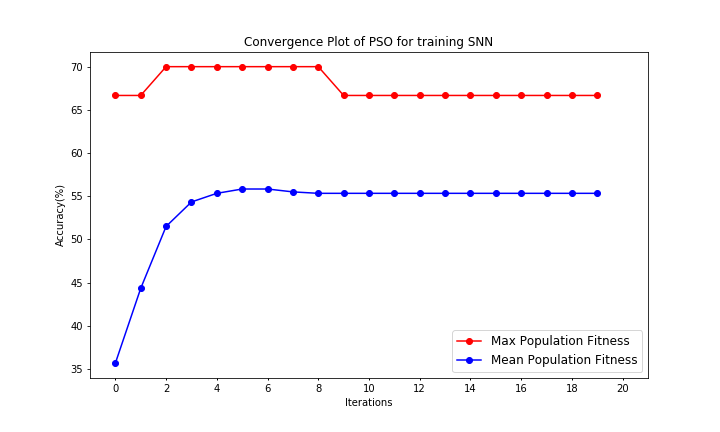 Convergence Plot of PSO for training SNN
Accuracy(%)
70
65
60
55
50
45
40
35
Max Population Fitness
Mean Population Fitness
0 2 4 6 8 10 12 14 16 18 20
Iterations